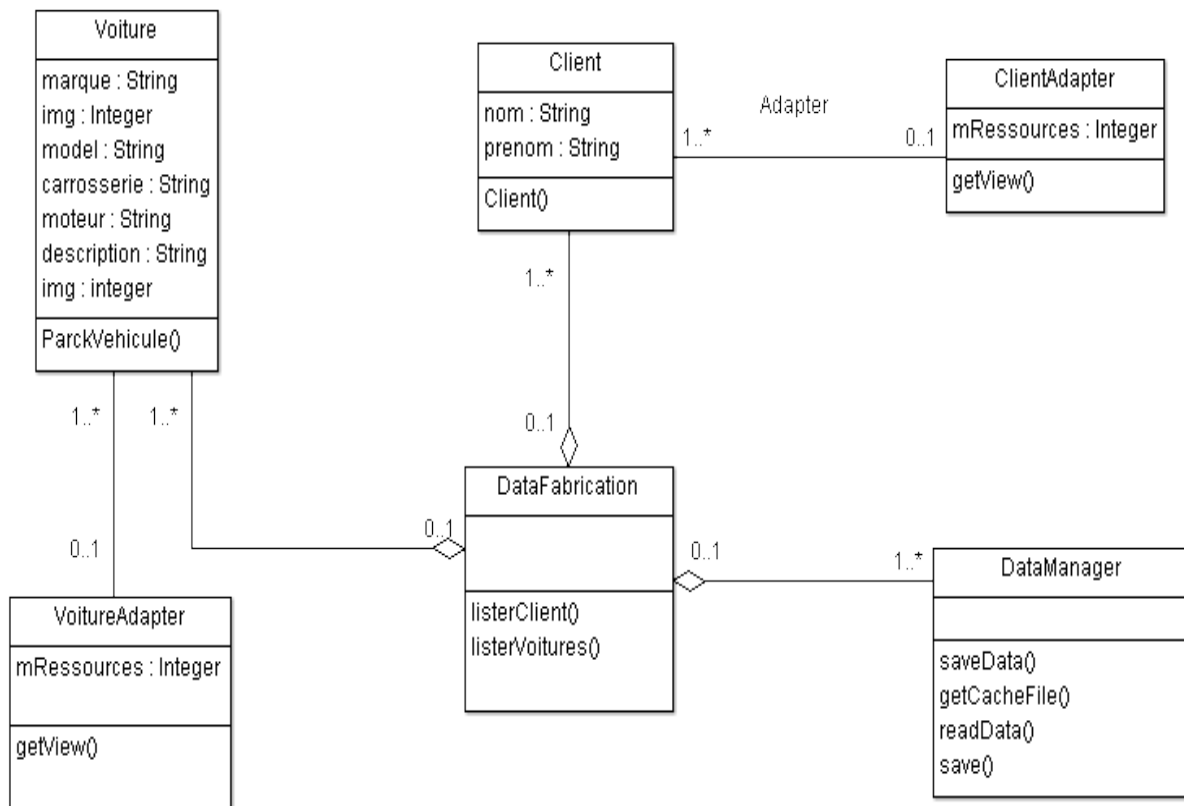 Voiture
marque : String
img : Integer
model : String
carrosserie : String
moteur : String
description : String
img : integer
ParckVehicule()
1..*
1..*
0..1
0..1
VoitureAdapter
mRessources : Integer
getView()
Client
nom : String
prenom : String
Client()
1..*
0..1
Adapter
1..*
0..1
ClientAdapter
mRessources : Integer
getView()
DataFabrication
listerClient()
listerVoitures()
0..1
1..*
DataManager
saveData()
getCacheFile()
readData()
save()